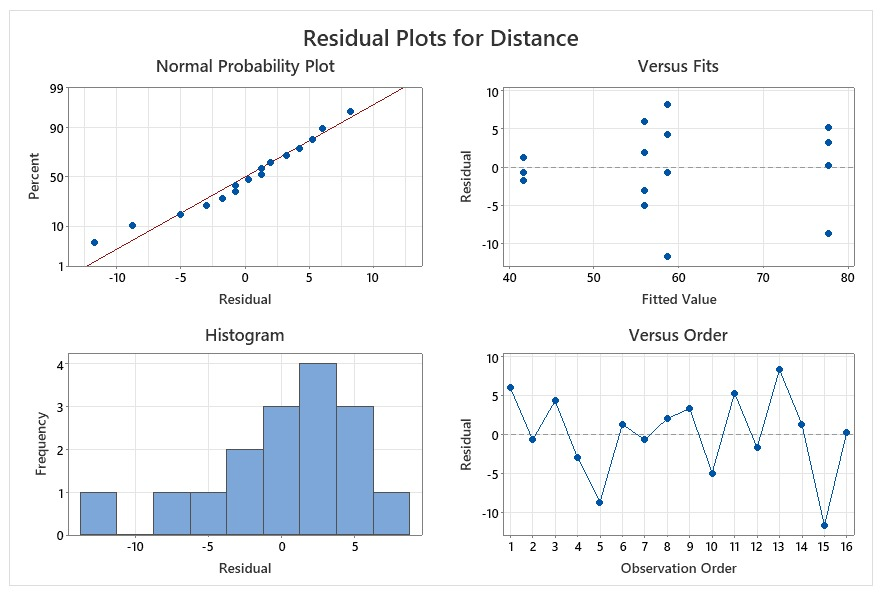 Residual Plots for Distance
Normal Probability Plot
99
90
50
10
1
Percent
-10 -5 0 5 10
Residual
Versus Fits
10
5
0
-5
-10
Residual
40 50 60 70 80
Fitted Value
Histogram
4
3
2
1
0
Frequency
-10 -5 0 5
Residual
Versus Order
10
5
0
-5
-10
Residual
1 2 3 4 5 6 7 8 9 10 11 12 13 14 15 16
Observation Order